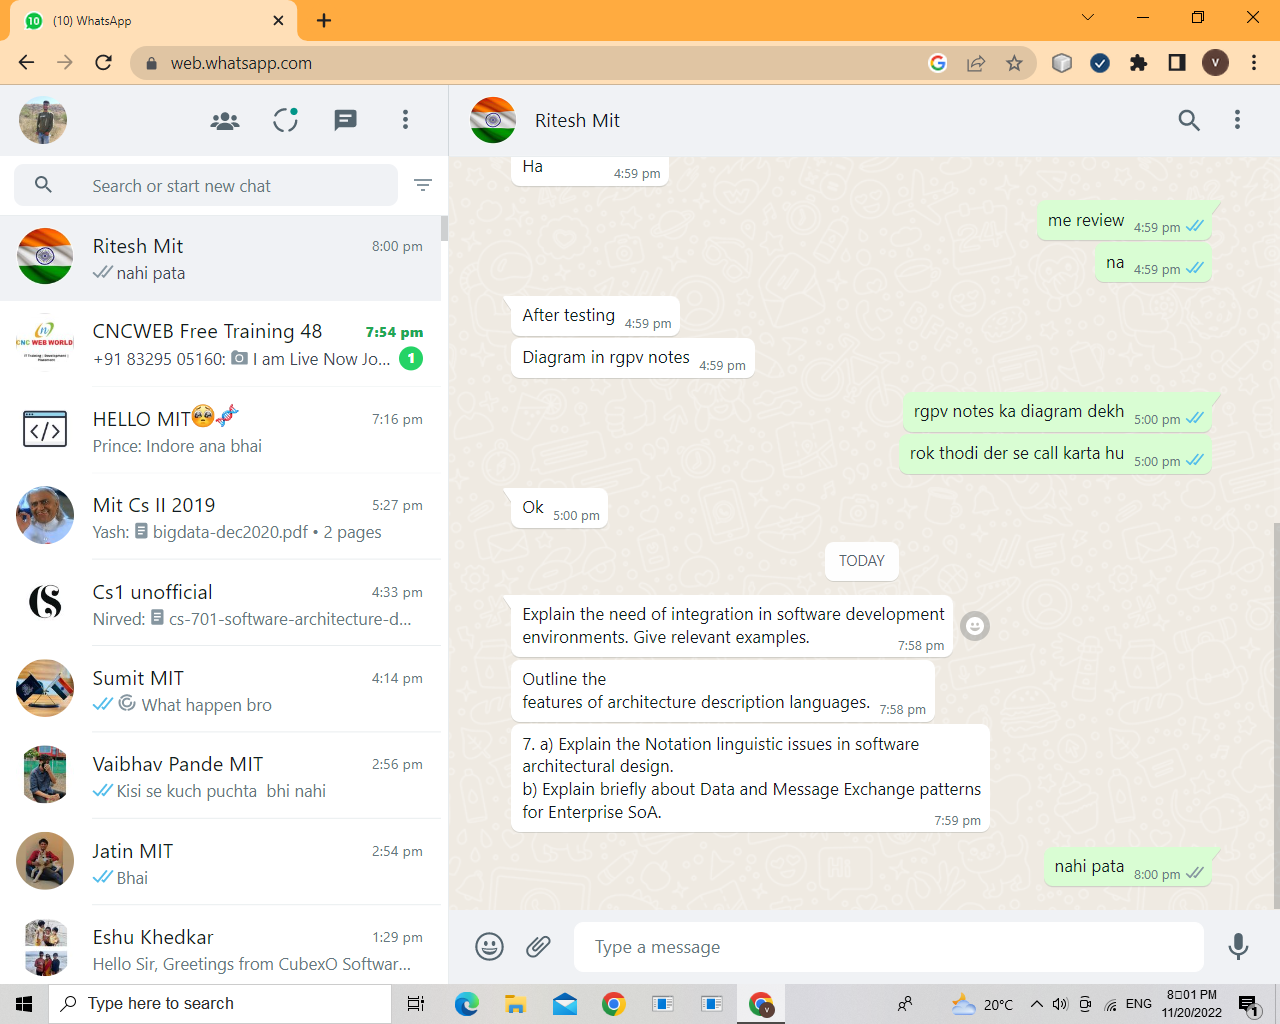 10
(10) WhatsApp
web.whatsapp.com
V
Ritesh Mit
Search or start new chat
Ritesh Mit
8:00 pm
nahi pata
CNC WEB WORLD
CNCWEB Free Training 48
7:54 pm
+91 83295 05160: I am Live Now Jo...
1
HELLO MIT🥺🧬
7:16 pm
Prince: Indore ana bhai
Mit Cs II 2019
5:27 pm
Yash: bigdata-dec2020.pdf • 2 pages
Cs1 unofficial
4:33 pm
Nirved: cs-701-software-architecture-d...
Sumit MIT
4:14 pm
What happen bro
Vaibhav Pande MIT
2:56 pm
Kisi se kuch puchta bhi nahi
Jatin MIT
2:54 pm
Bhai
Eshu Khedkar
1:29 pm
Hello Sir, Greetings from CubexO Softwar...
Ha
4:59 pm
me review
4:59 pm
na
4:59 pm
After testing
4:59 pm
Diagram in rgpv notes
4:59 pm
rgpv notes ka diagram dekh
5:00 pm
rok thodi der se call karta hu
5:00 pm
Ok
5:00 pm
TODAY
Explain the need of integration in software development
environments. Give relevant examples.
7:58 pm
Outline the
features of architecture description languages.
7:58 pm
7. a) Explain the Notation linguistic issues in software
architectural design.
b) Explain briefly about Data and Message Exchange patterns
for Enterprise SoA.
7:59 pm
nahi pata
8:00 pm
Type a message
Type here to search
V
20°C
ENG
8:01 PM
11/20/2022
1